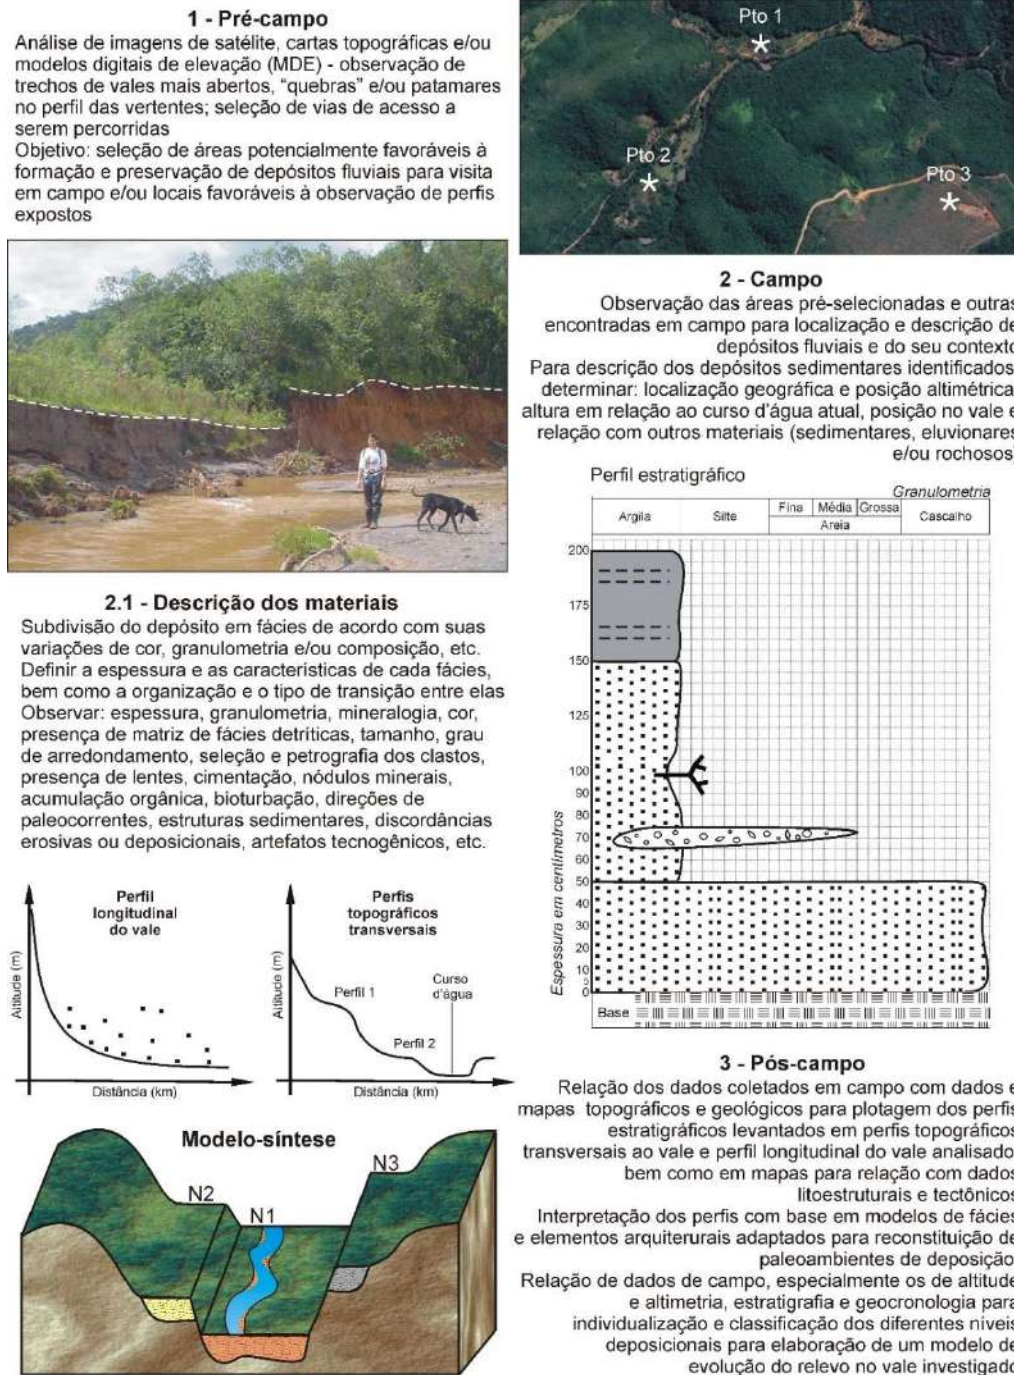 1 - Pré-campo
Análise de imagens de satélite, cartas topográficas e/ou
modelos digitais de elevação (MDE) - observação de
trechos de vales mais abertos, “quebras” e/ou patamares
no perfil das vertentes; seleção de vias de acesso a
serem percorridas
Objetivo: seleção de áreas potencialmente favoráveis à
formação e preservação de depósitos fluviais para visita
em campo e/ou locais favoráveis à observação de perfis
expostos
Pto 1
Pto 2
Pto 3
2 - Campo
Observação das áreas pré-selecionadas e outras
encontradas em campo para localização e descrição de
depósitos fluviais e do seu contexto
Para descrição dos depósitos sedimentares identificados
determinar: localização geográfica e posição altimétrica
altura em relação ao curso d'água atual, posição no vale e
relação com outros materiais (sedimentares, eluvionares
e/ou rochosos)
Perfil estratigráfico
Granulometria
Argila
Silte
Fina
Média
Grossa
Areia
Cascalho
200
175
150
125
100
90
80
70
60
50
40
30
20
10
5
0
Espessura em centímetros
Base
2.1 - Descrição dos materiais
Subdivisão do depósito em fácies de acordo com suas
variações de cor, granulometria e/ou composição, etc.
Definir a espessura e as características de cada fácies,
bem como a organização e o tipo de transição entre elas
Observar: espessura, granulometria, mineralogia, cor,
presença de matriz de fácies detríticas, tamanho, grau
de arredondamento, seleção e petrografia dos clastos,
presença de lentes, cimentação, nódulos minerais,
acumulação orgânica, bioturbação, direções de
paleocorrentes, estruturas sedimentares, discordâncias
erosivas ou deposicionais, artefatos tecnogênicos, etc.
Perfil
longitudinal
do vale
Altitude (m)
Distância (km)
Perfis
topográficos
transversais
Altitude (m)
Perfil 1
Perfil 2
Curso
d'água
Distância (km)
Modelo-síntese
N1
N2
N3
3 - Pós-campo
Relação dos dados coletados em campo com dados e
mapas topográficos e geológicos para plotagem dos perfis
estratigráficos levantados em perfis topográficos
transversais ao vale e perfil longitudinal do vale analisado
bem como em mapas para relação com dados
litoestruturais e tectônicos
Interpretação dos perfis com base em modelos de fácies
e elementos arquiterurais adaptados para reconstituição de
paleoambientes de deposição
Relação de dados de campo, especialmente os de altitude
e altimetria, estratigrafia e geocronologia para
individualização e classificação dos diferentes níveis
deposicionais para elaboração de um modelo de
evolução do relevo no vale investigado